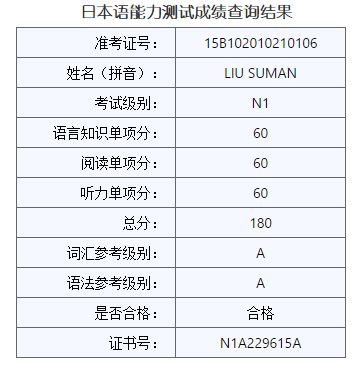 日本语能力测试成绩查询结果
准考证号： 15B102010210106
姓名（拼音）： LIU SUMAN
考试级别： N1
语言知识单项分： 60
阅读单项分： 60
听力单项分： 60
总分： 180
词汇参考级别： A
语法参考级别： A
是否合格： 合格
证书号： N1A229615A